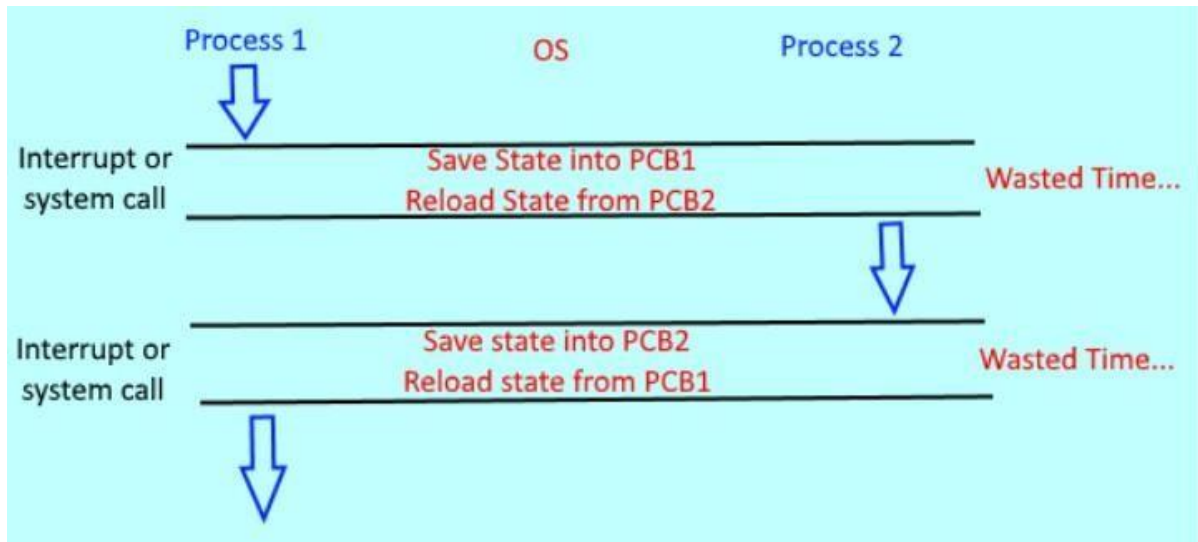 Process 1
OS
Process 2
Interrupt or
system call
Save State into PCB1
Reload State from PCB2
Wasted Time...
Interrupt or
system call
Save state into PCB2
Reload state from PCB1
Wasted Time...